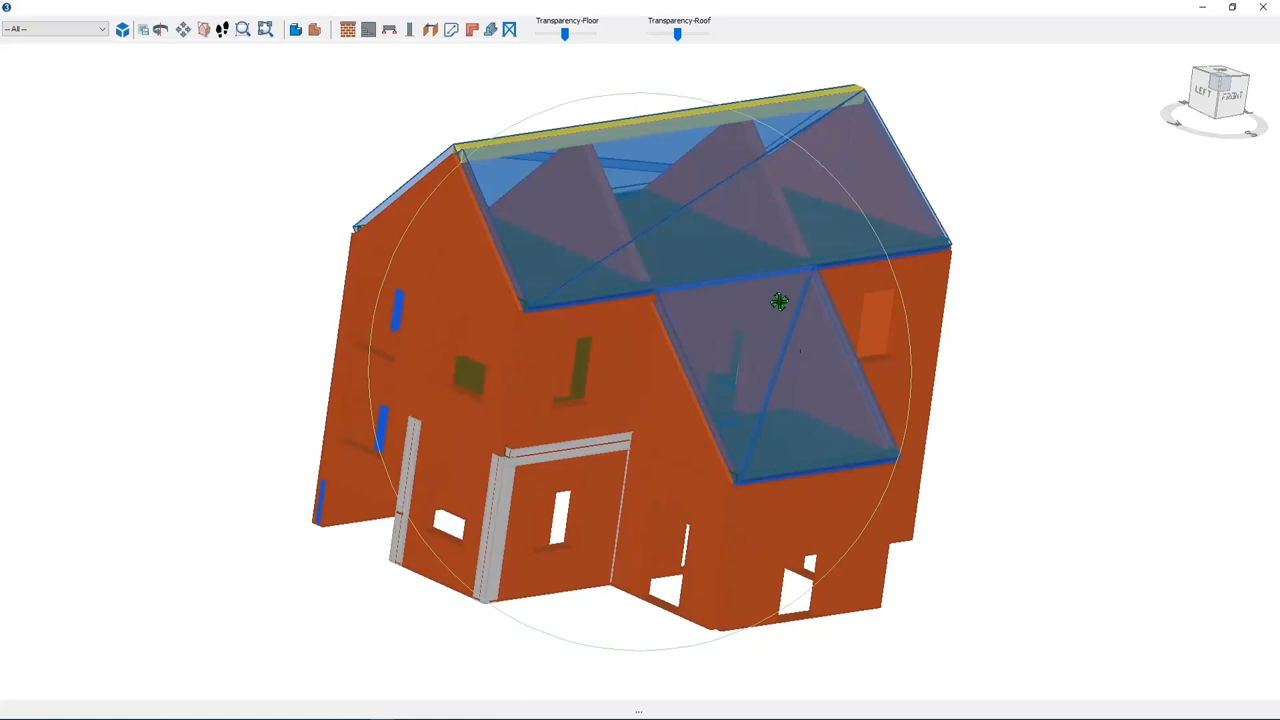 -- All --
Transparency-Floor
Transparency-Roof
LEFT
FRONT
...